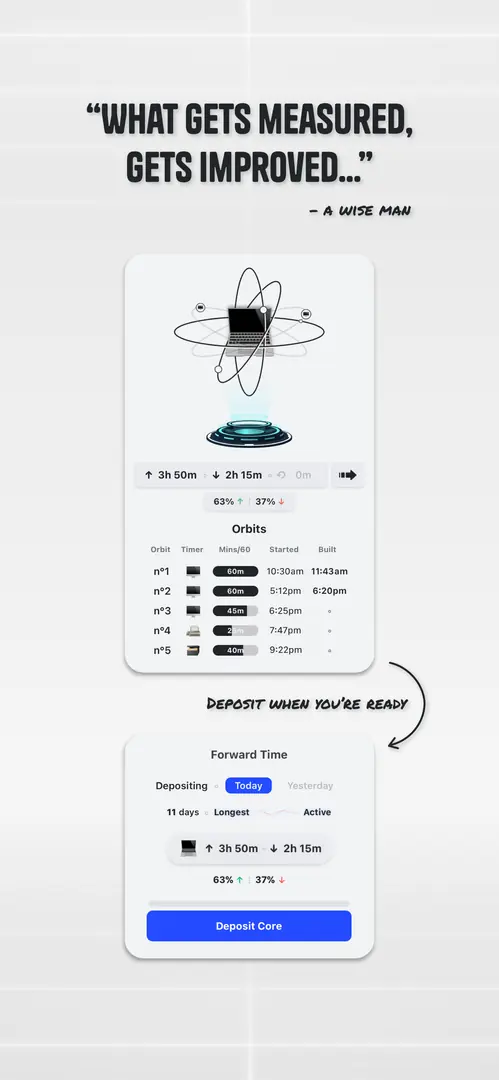 “WHAT GETS MEASURED,
GETS IMPROVED...”
– A WISE MAN
↑ 3h 50m ↓ 2h 15m 0m
63% ↑ 37% ↓
Orbits
Orbit Timer Mins/60 Started Built
nº1 60m 10:30am 11:43am
nº2 60m 5:12pm 6:20pm
nº3 45m 6:25pm
nº4 7:47pm
nº5 40m 9:22pm
DEPOSIT WHEN YOU'RE READY
Forward Time
Depositing Today Yesterday
11 days Longest Active
↑ 3h 50m ↓ 2h 15m
63% ↑ 37% ↓
Deposit Core